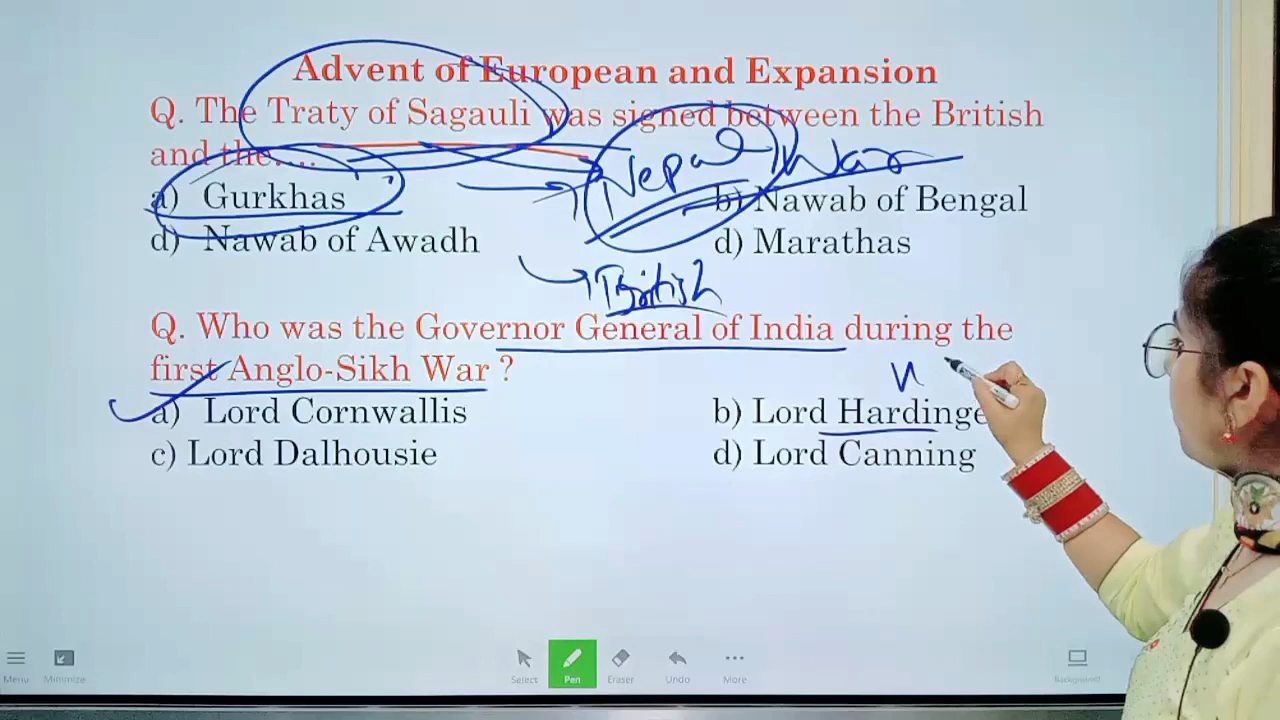 Advent of European and Expansion
Q. The Traty of Sagauli was signed between the British
and the....
Nepal War
a) Gurkhas b) Nawab of Bengal
d) Nawab of Awadh d) Marathas
British
Q. Who was the Governor General of India during the
first Anglo-Sikh War ?
a) Lord Cornwallis b) Lord Hardinge
c) Lord Dalhousie d) Lord Canning
Menu Minimize Select Pen Eraser Undo More Background